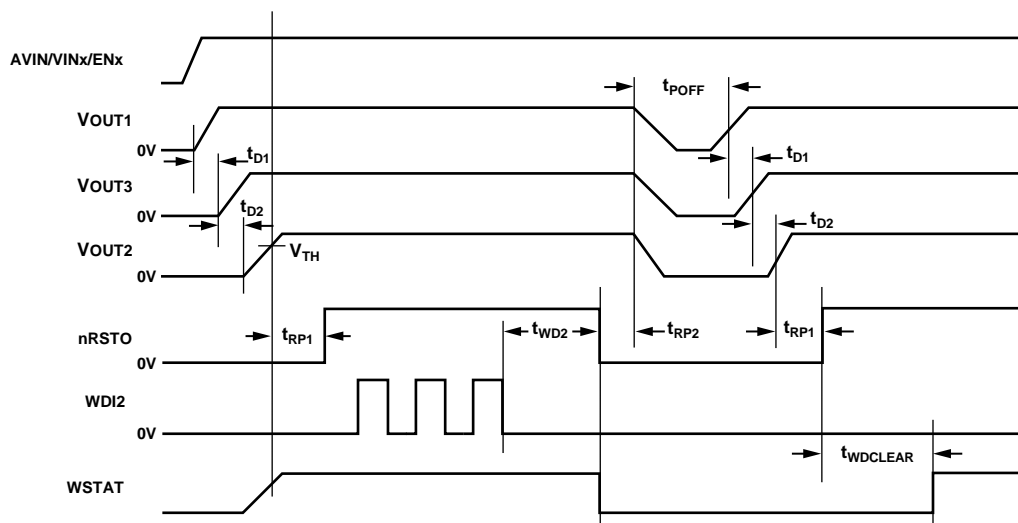 AVIN/VINx/ENx
tPOFF
VOUT1
0V
tD1
tD1
VOUT3
0V
tD2
tD2
VOUT2
VTH
0V
nRSTO
tRP1
tWD2
tRP2
tRP1
0V
WDI2
0V
tWDCLEAR
WSTAT